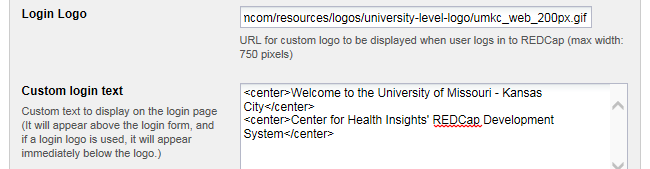 Login Logo
ncom/resources/logos/university-level-logo/umkc_web_200px.gif
URL for custom logo to be displayed when user logs in to REDCap (max width:
750 pixels)
Custom login text
Custom text to display on the login page
(It will appear above the login form, and
if a login logo is used, it will appear
immediately below the logo.)
<center>Welcome to the University of Missouri - Kansas
City</center>
<center>Center for Health Insights' REDCap Development
System</center>